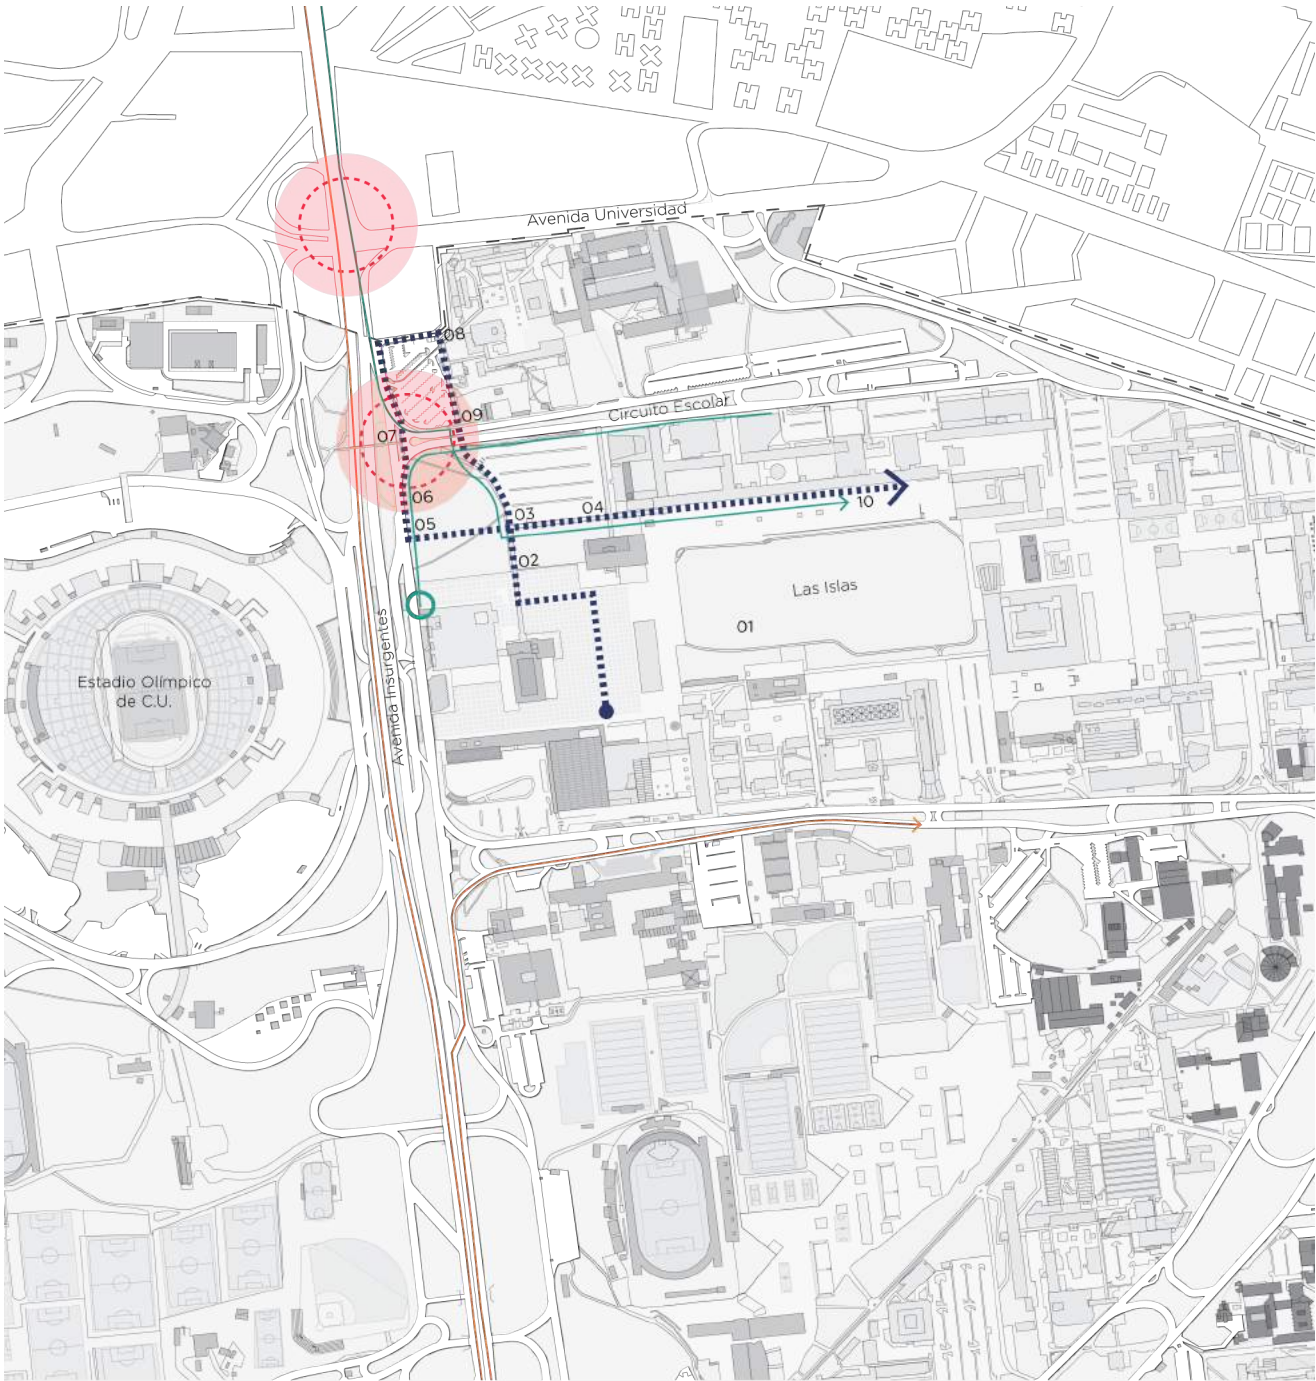 Avenida Universidad
08
Circuito Escolar
09
07
06
05
03
04
10
02
Las Islas
01
Estadio Olímpico
de C.U.
Avenida Insurgentes